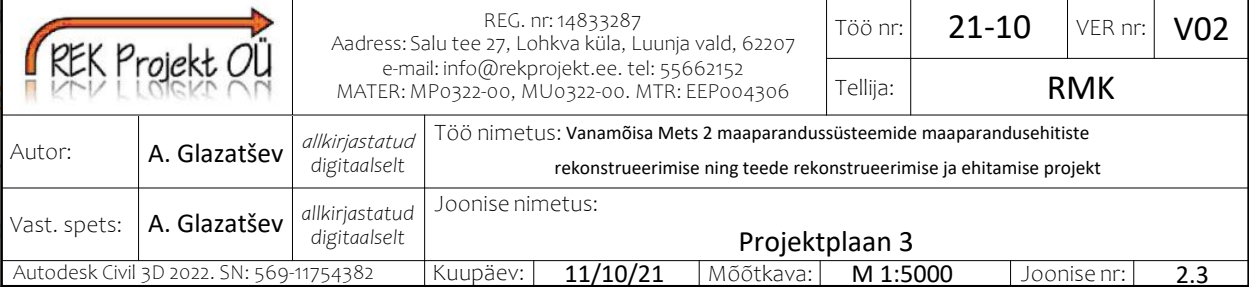 REK Projekt OÜ
REG. nr: 14833287
Aadress: Salu tee 27, Lohkva küla, Luunja vald, 62207
e-mail: info@rekprojekt.ee. tel: 55662152
MATER: MP0322-00, MU0322-00. MTR: EEP004306
Töö nr: 21-10 VER nr: V02
Tellija: RMK
Autor: A. Glazatšev allkirjastatud digitaalselt
Töö nimetus: Vanamõisa Mets 2 maaparandussüsteemide maaparandusehitiste
rekonstrueerimise ning teede rekonstrueerimise ja ehitamise projekt
Vast. spets: A. Glazatšev allkirjastatud digitaalselt
Joonise nimetus:
Projektplaan 3
Autodesk Civil 3D 2022. SN: 569-11754382 Kuupäev: 11/10/21 Mõõtkava: M 1:5000 Joonise nr: 2.3